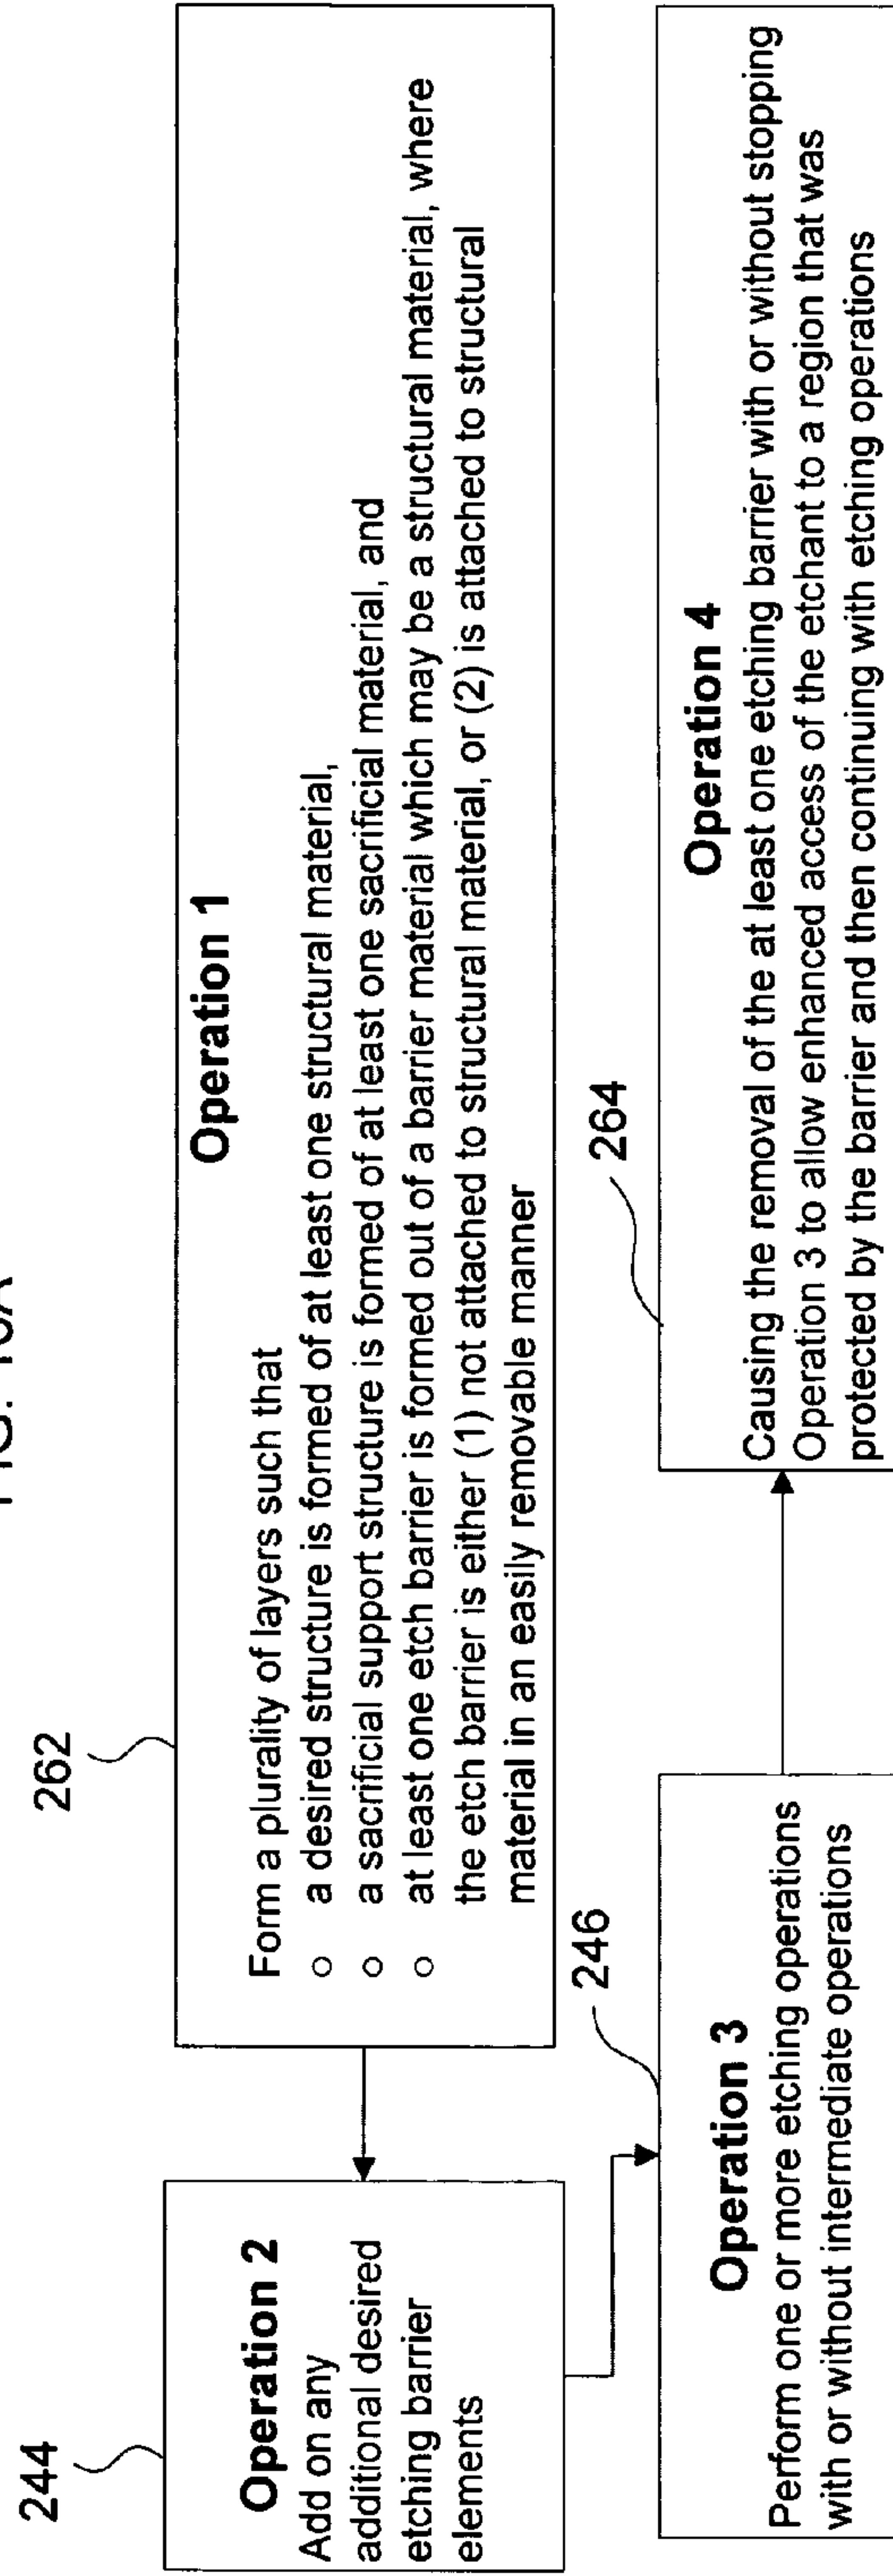 FIG.
262
Operation 1
Form a plurality of layers such that
○ a desired structure is formed of at least one structural material,
○ a sacrificial support structure is formed of at least one sacrificial material, and
○ at least one etch barrier is formed out of a barrier material which may be a structural material, where
the etch barrier is either (1) not attached to structural material, or (2) is attached to structural
material in an easily removable manner
244
Operation 2
Add on any
additional desired
etching barrier
elements
246
Operation 3
Perform one or more etching operations
with or without intermediate operations
264
Operation 4
Causing the removal of the at least one etching barrier with or without stopping
Operation 3 to allow enhanced access of the etchant to a region that was
protected by the barrier and then continuing with etching operations